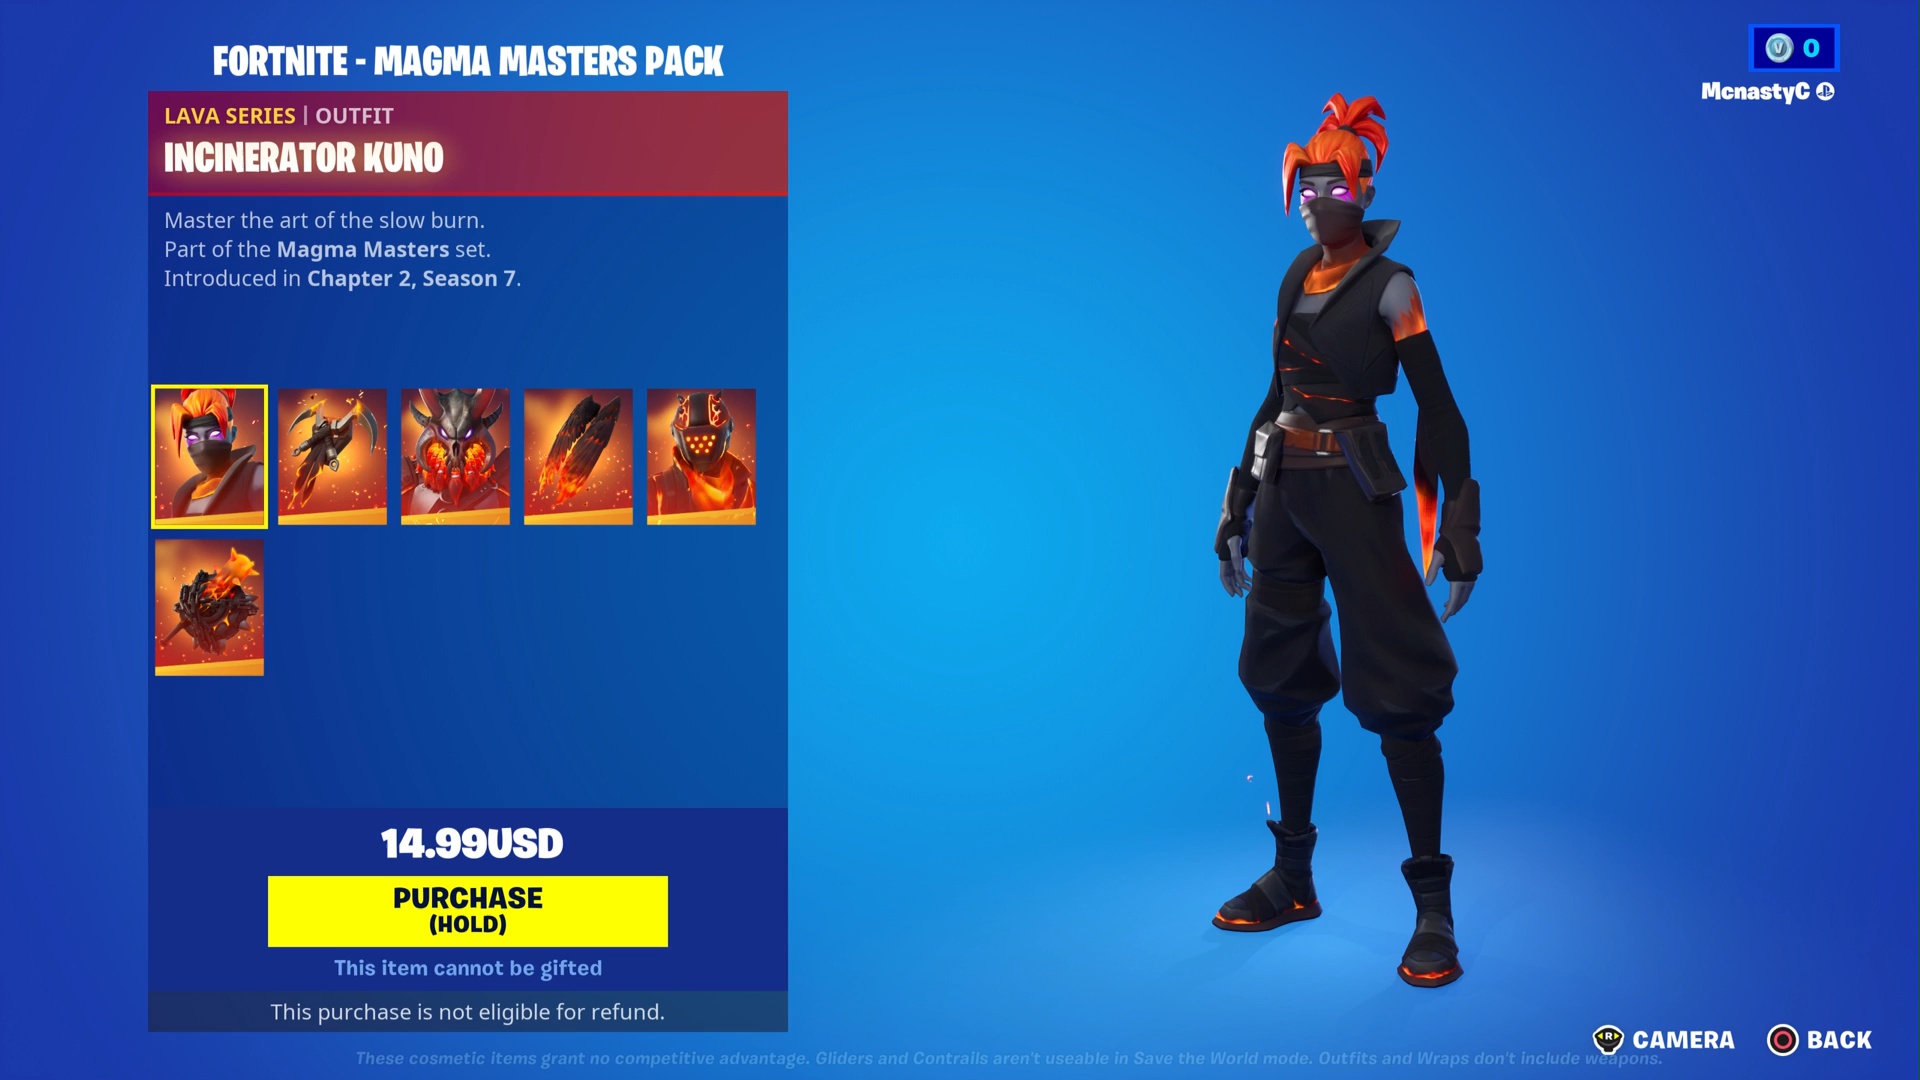 FORTNITE - MAGMA MASTERS PACK
LAVA SERIES | OUTFIT
INCINERATOR KUNO
Master the art of the slow burn.
Part of the Magma Masters set.
Introduced in Chapter 2, Season 7.
14.99USD
PURCHASE
(HOLD)
This item cannot be gifted
This purchase is not eligible for refund.
V 0
McnastyC
R CAMERA
BACK
These cosmetic items grant no competitive advantage. Gliders and Contrails aren't useable in Save the World mode. Outfits and Wraps don't include weapons.